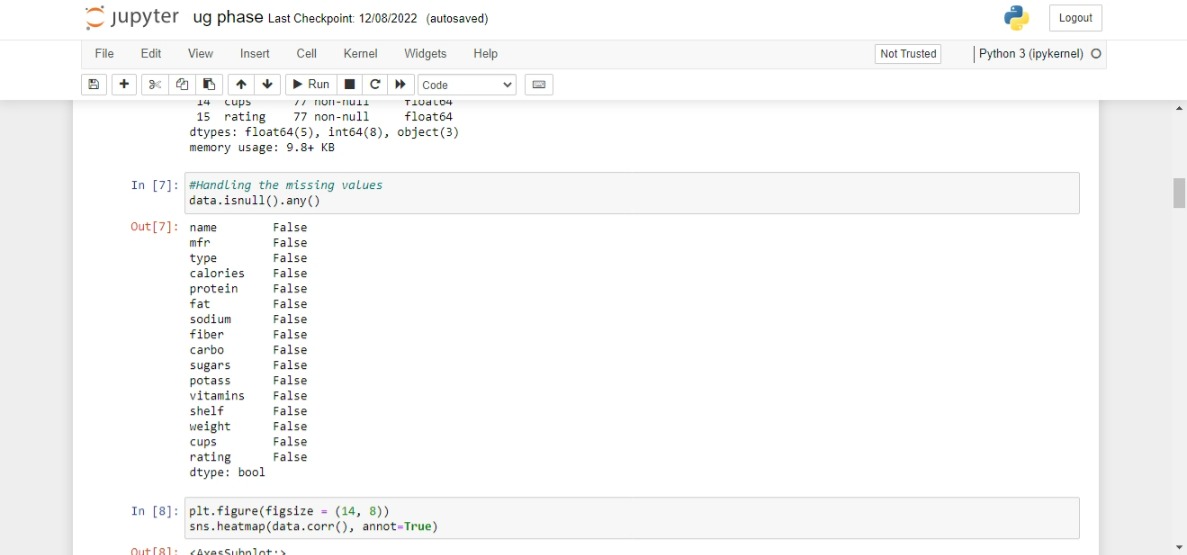 jupyter ug phase Last Checkpoint: 12/08/2022 (autosaved) Logout
File Edit View Insert Cell Kernel Widgets Help Not Trusted Python 3 (ipykernel)
Run Code
14 cups 77 non-null float64
15 rating 77 non-null float64
dtypes: float64(5), int64(8), object(3)
memory usage: 9.8+ KB
In [7]: #Handling the missing values
data.isnull().any()
Out[7]: name False
mfr False
type False
calories False
protein False
fat False
sodium False
fiber False
carbo False
sugars False
potass False
vitamins False
shelf False
weight False
cups False
rating False
dtype: bool
In [8]: plt.figure(figsize = (14, 8))
sns.heatmap(data.corr(), annot=True)
Out[8]: <AxesSubplot:>